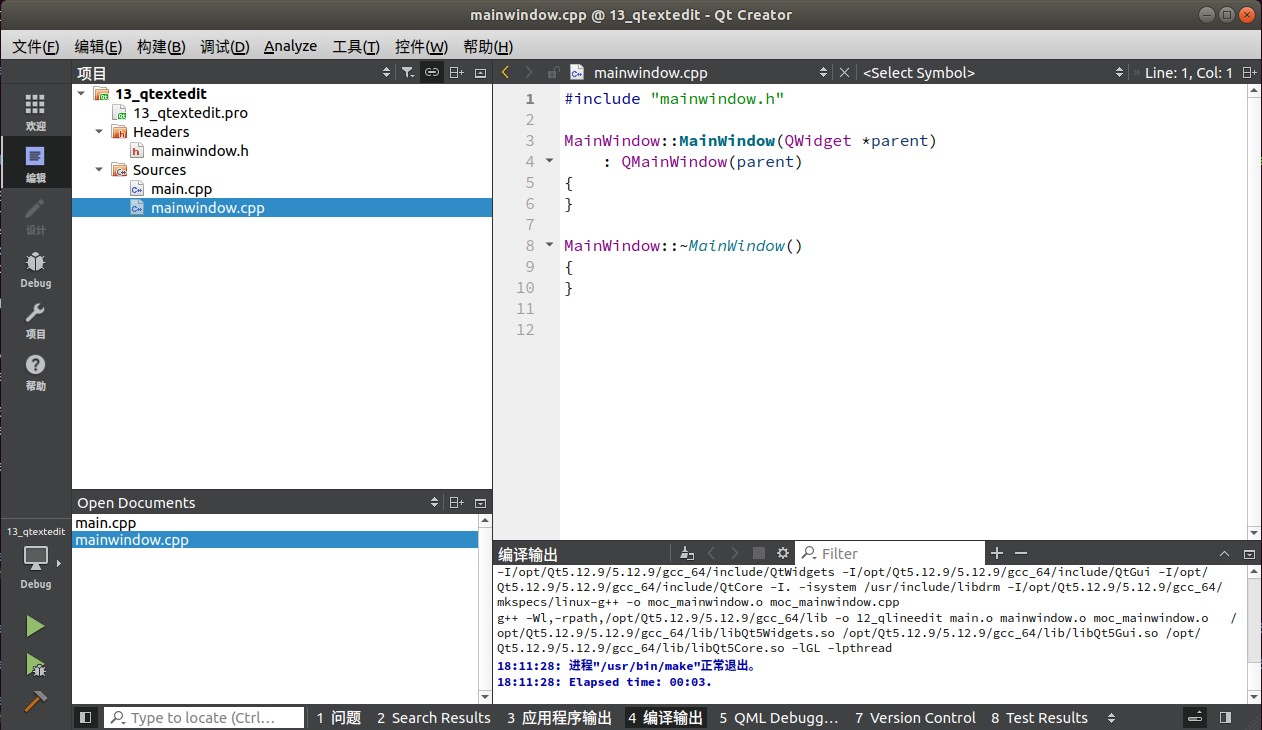 mainwindow.cpp @ 13_qtextedit - Qt Creator
文件(F) 编辑(E) 构建(B) 调试(D) Analyze 工具(T) 控件(W) 帮助(H)
项目
mainwindow.cpp <Select Symbol> Line: 1, Col: 1
欢迎
编辑
设计
Debug
项目
帮助
13_qtextedit
Debug
13_qtextedit
13_qtextedit.pro
Headers
mainwindow.h
Sources
main.cpp
mainwindow.cpp
Open Documents
main.cpp
mainwindow.cpp
1 #include "mainwindow.h"
2
3 MainWindow::MainWindow(QWidget *parent)
4 : QMainWindow(parent)
5 {
6 }
7
8 MainWindow::~MainWindow()
9 {
10 }
11
12
编译输出 Filter
-I/opt/Qt5.12.9/5.12.9/gcc_64/include/QtWidgets -I/opt/Qt5.12.9/5.12.9/gcc_64/include/QtGui -I/opt/
Qt5.12.9/5.12.9/gcc_64/include/QtCore -I. -isystem /usr/include/libdrm -I/opt/Qt5.12.9/5.12.9/gcc_64/
mkspecs/linux-g++ -o moc_mainwindow.o moc_mainwindow.cpp
g++ -Wl,-rpath,/opt/Qt5.12.9/5.12.9/gcc_64/lib -o 12_qlineedit main.o mainwindow.o moc_mainwindow.o /
opt/Qt5.12.9/5.12.9/gcc_64/lib/libQt5Widgets.so /opt/Qt5.12.9/5.12.9/gcc_64/lib/libQt5Gui.so /opt/
Qt5.12.9/5.12.9/gcc_64/lib/libQt5Core.so -lGL -lpthread
18:11:28: 进程"/usr/bin/make"正常退出。
18:11:28: Elapsed time: 00:03.
Type to locate (Ctrl... 1 问题 2 Search Results 3 应用程序输出 4 编译输出 5 QML Debugg... 7 Version Control 8 Test Results